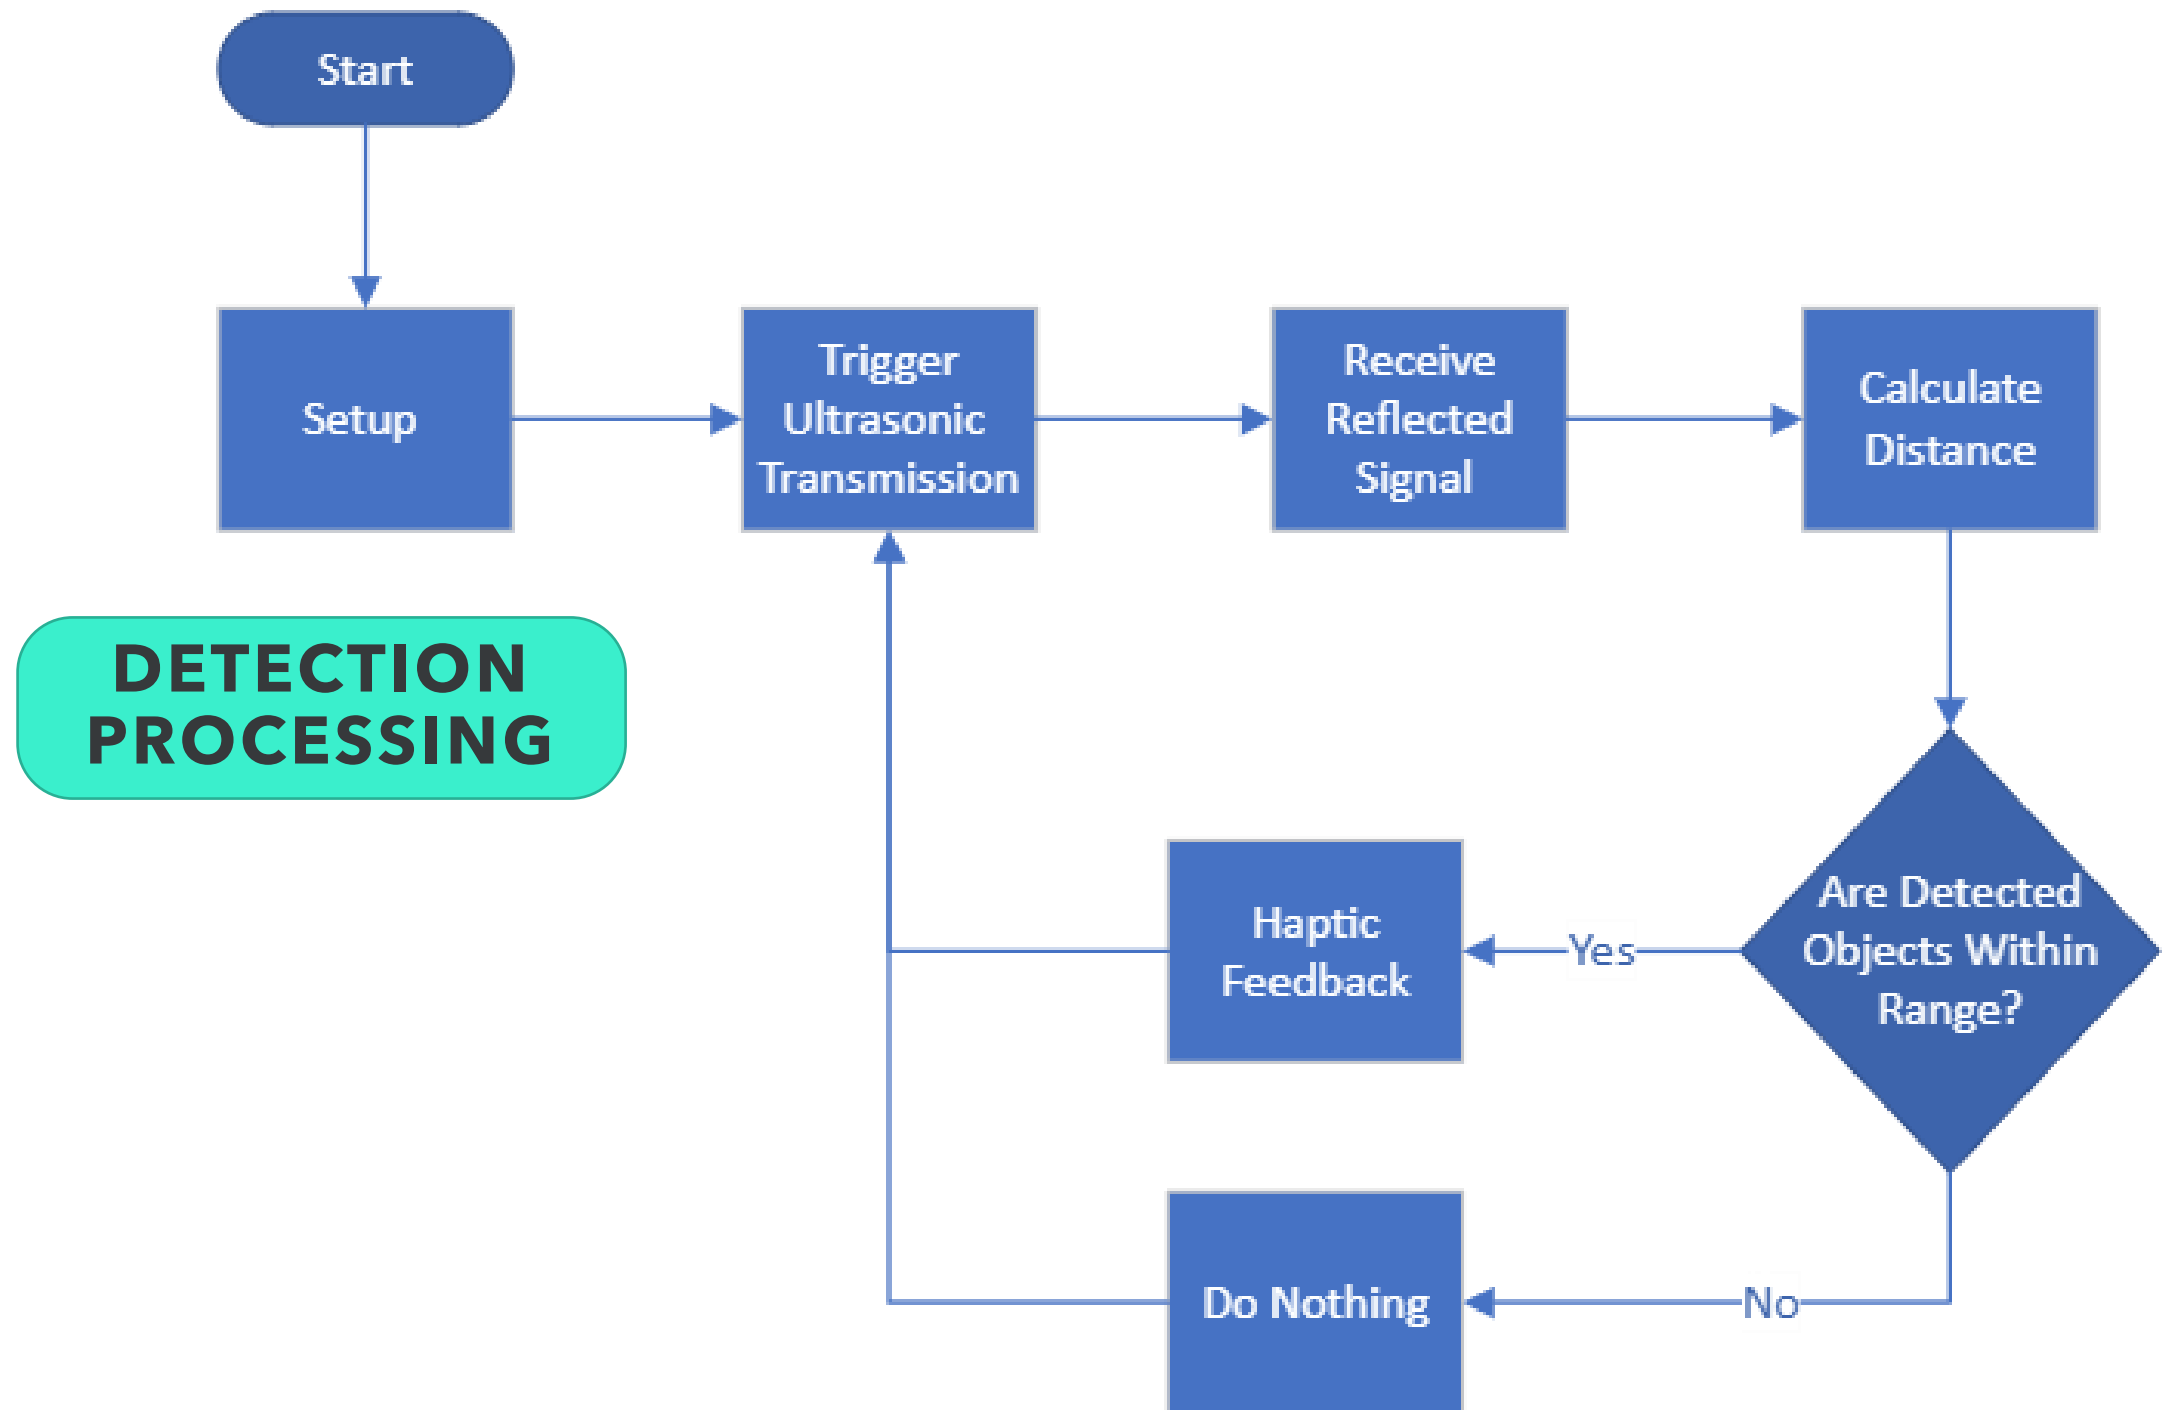 Start
Setup
Trigger
Ultrasonic
Transmission
Receive
Reflected
Signal
Calculate
Distance
DETECTION
PROCESSING
Are Detected
Objects Within
Range?
Yes
Haptic
Feedback
No
Do Nothing